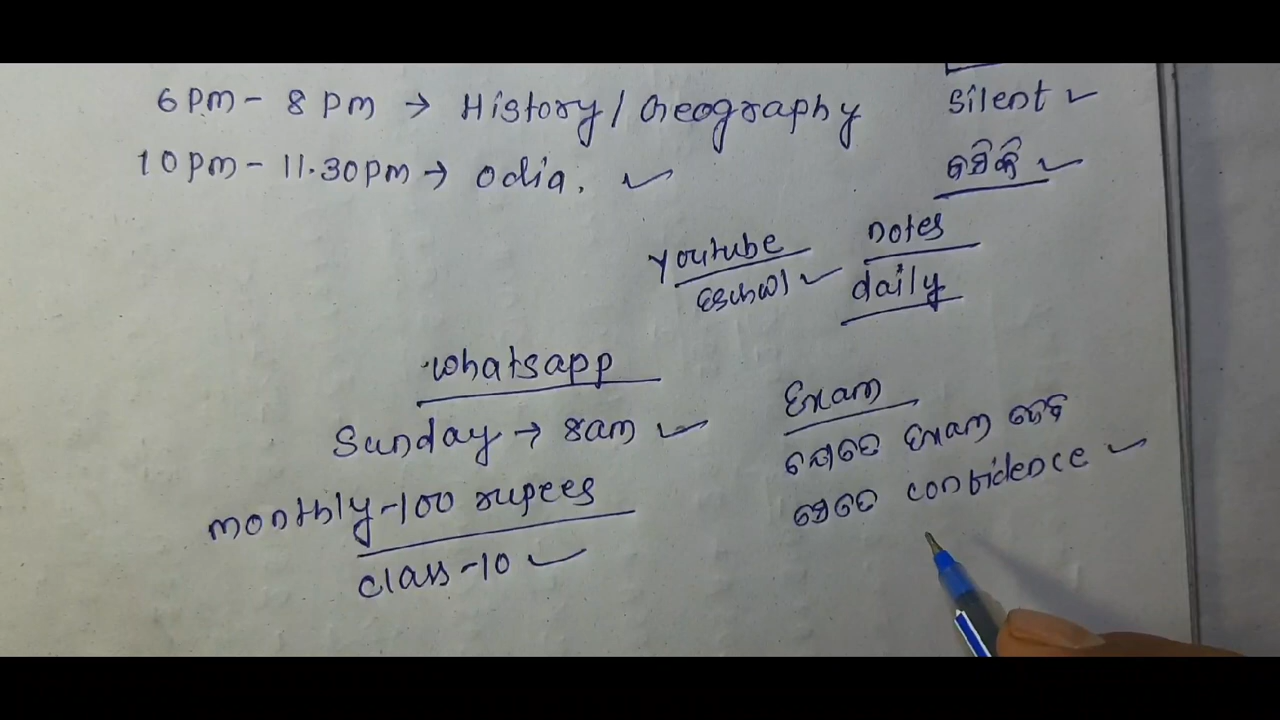 6pm - 8pm → History / Geography
Silent ✓
10pm - 11.30pm → Odia. ✓
youtube
notes
daily
whatsapp
Sunday → 8am ✓
monthly - 100 rupees
class - 10 ✓
Exam
ଯେତେ Exam ଦେବ
ସେତେ confidence ✓